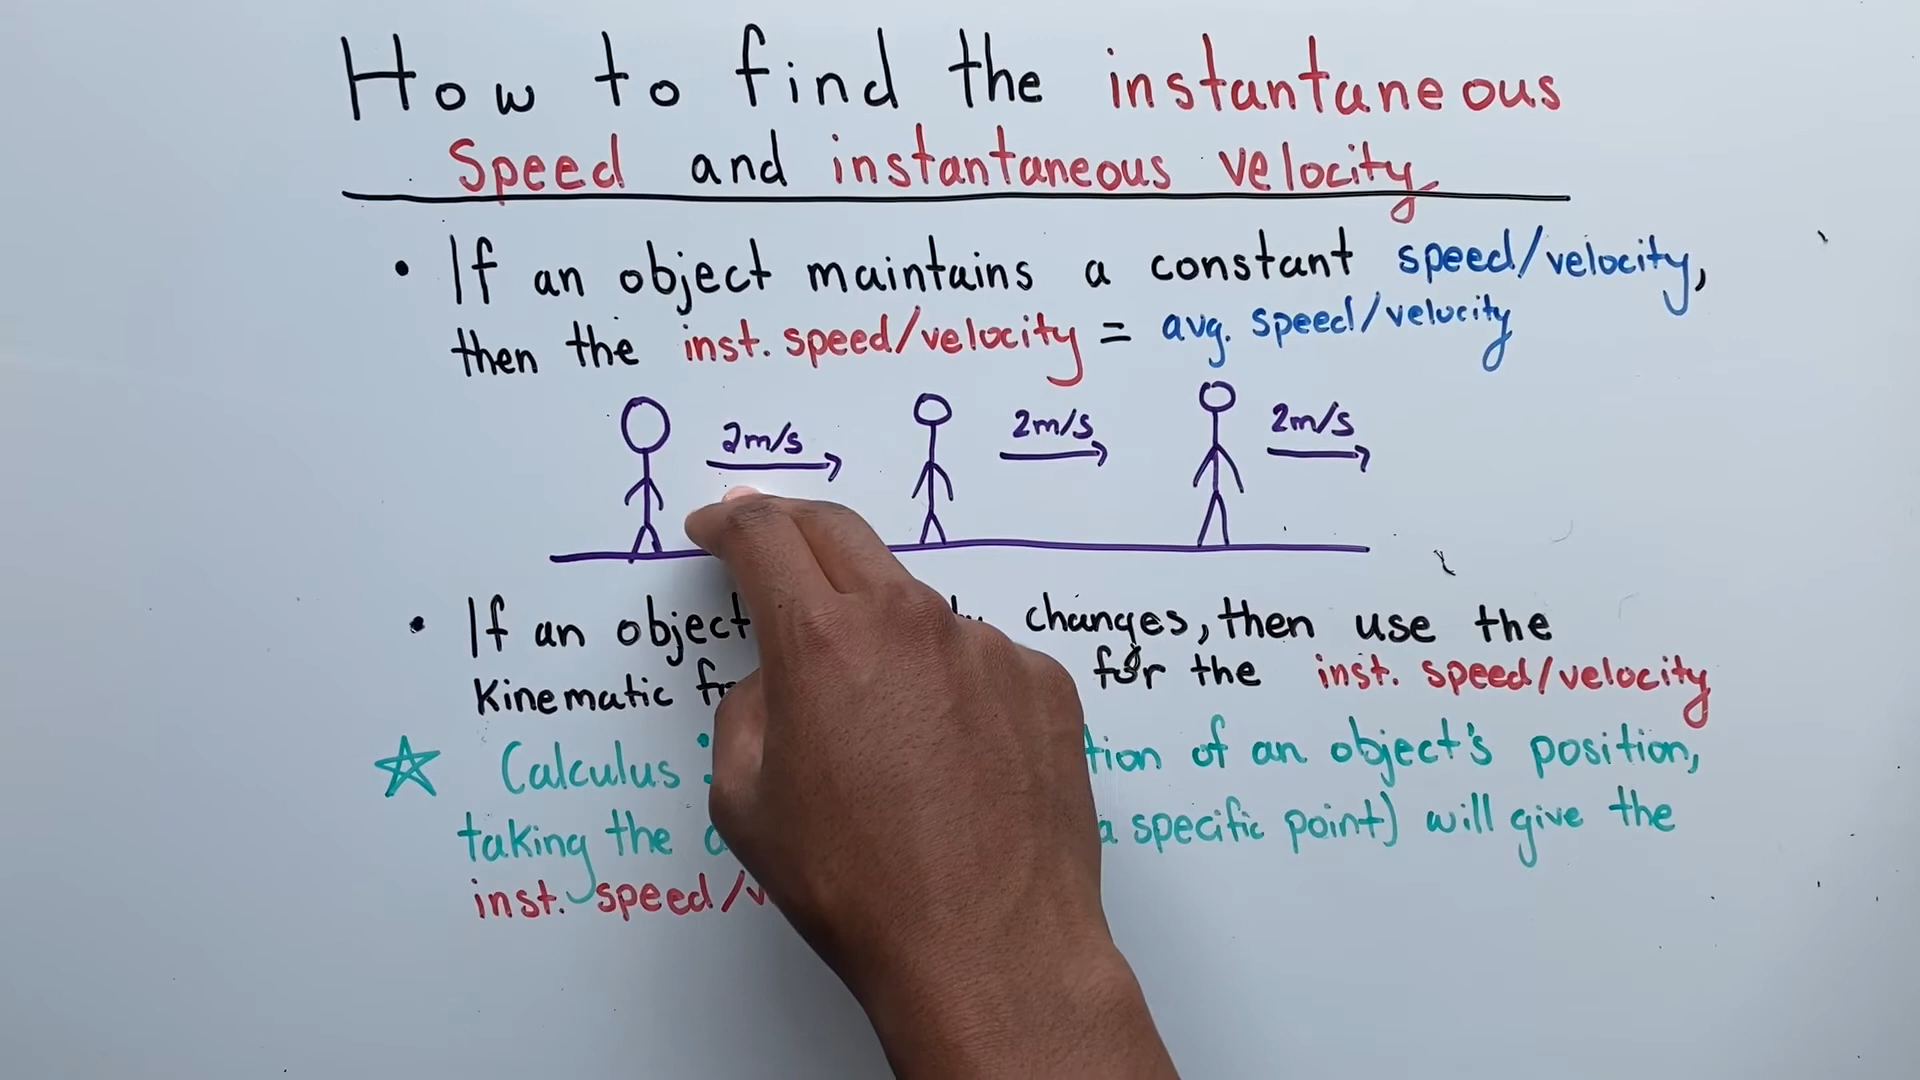 How to find the instantaneous
Speed and instantaneous velocity
• If an object maintains a constant speed/velocity,
then the inst. speed/velocity = avg. speed/velocity
2m/s 2m/s 2m/s
• If an object changes, then use the
Kinematic for the inst. speed/velocity
☆ Calculus of an object's position,
taking the a specific point) will give the
inst. speed/